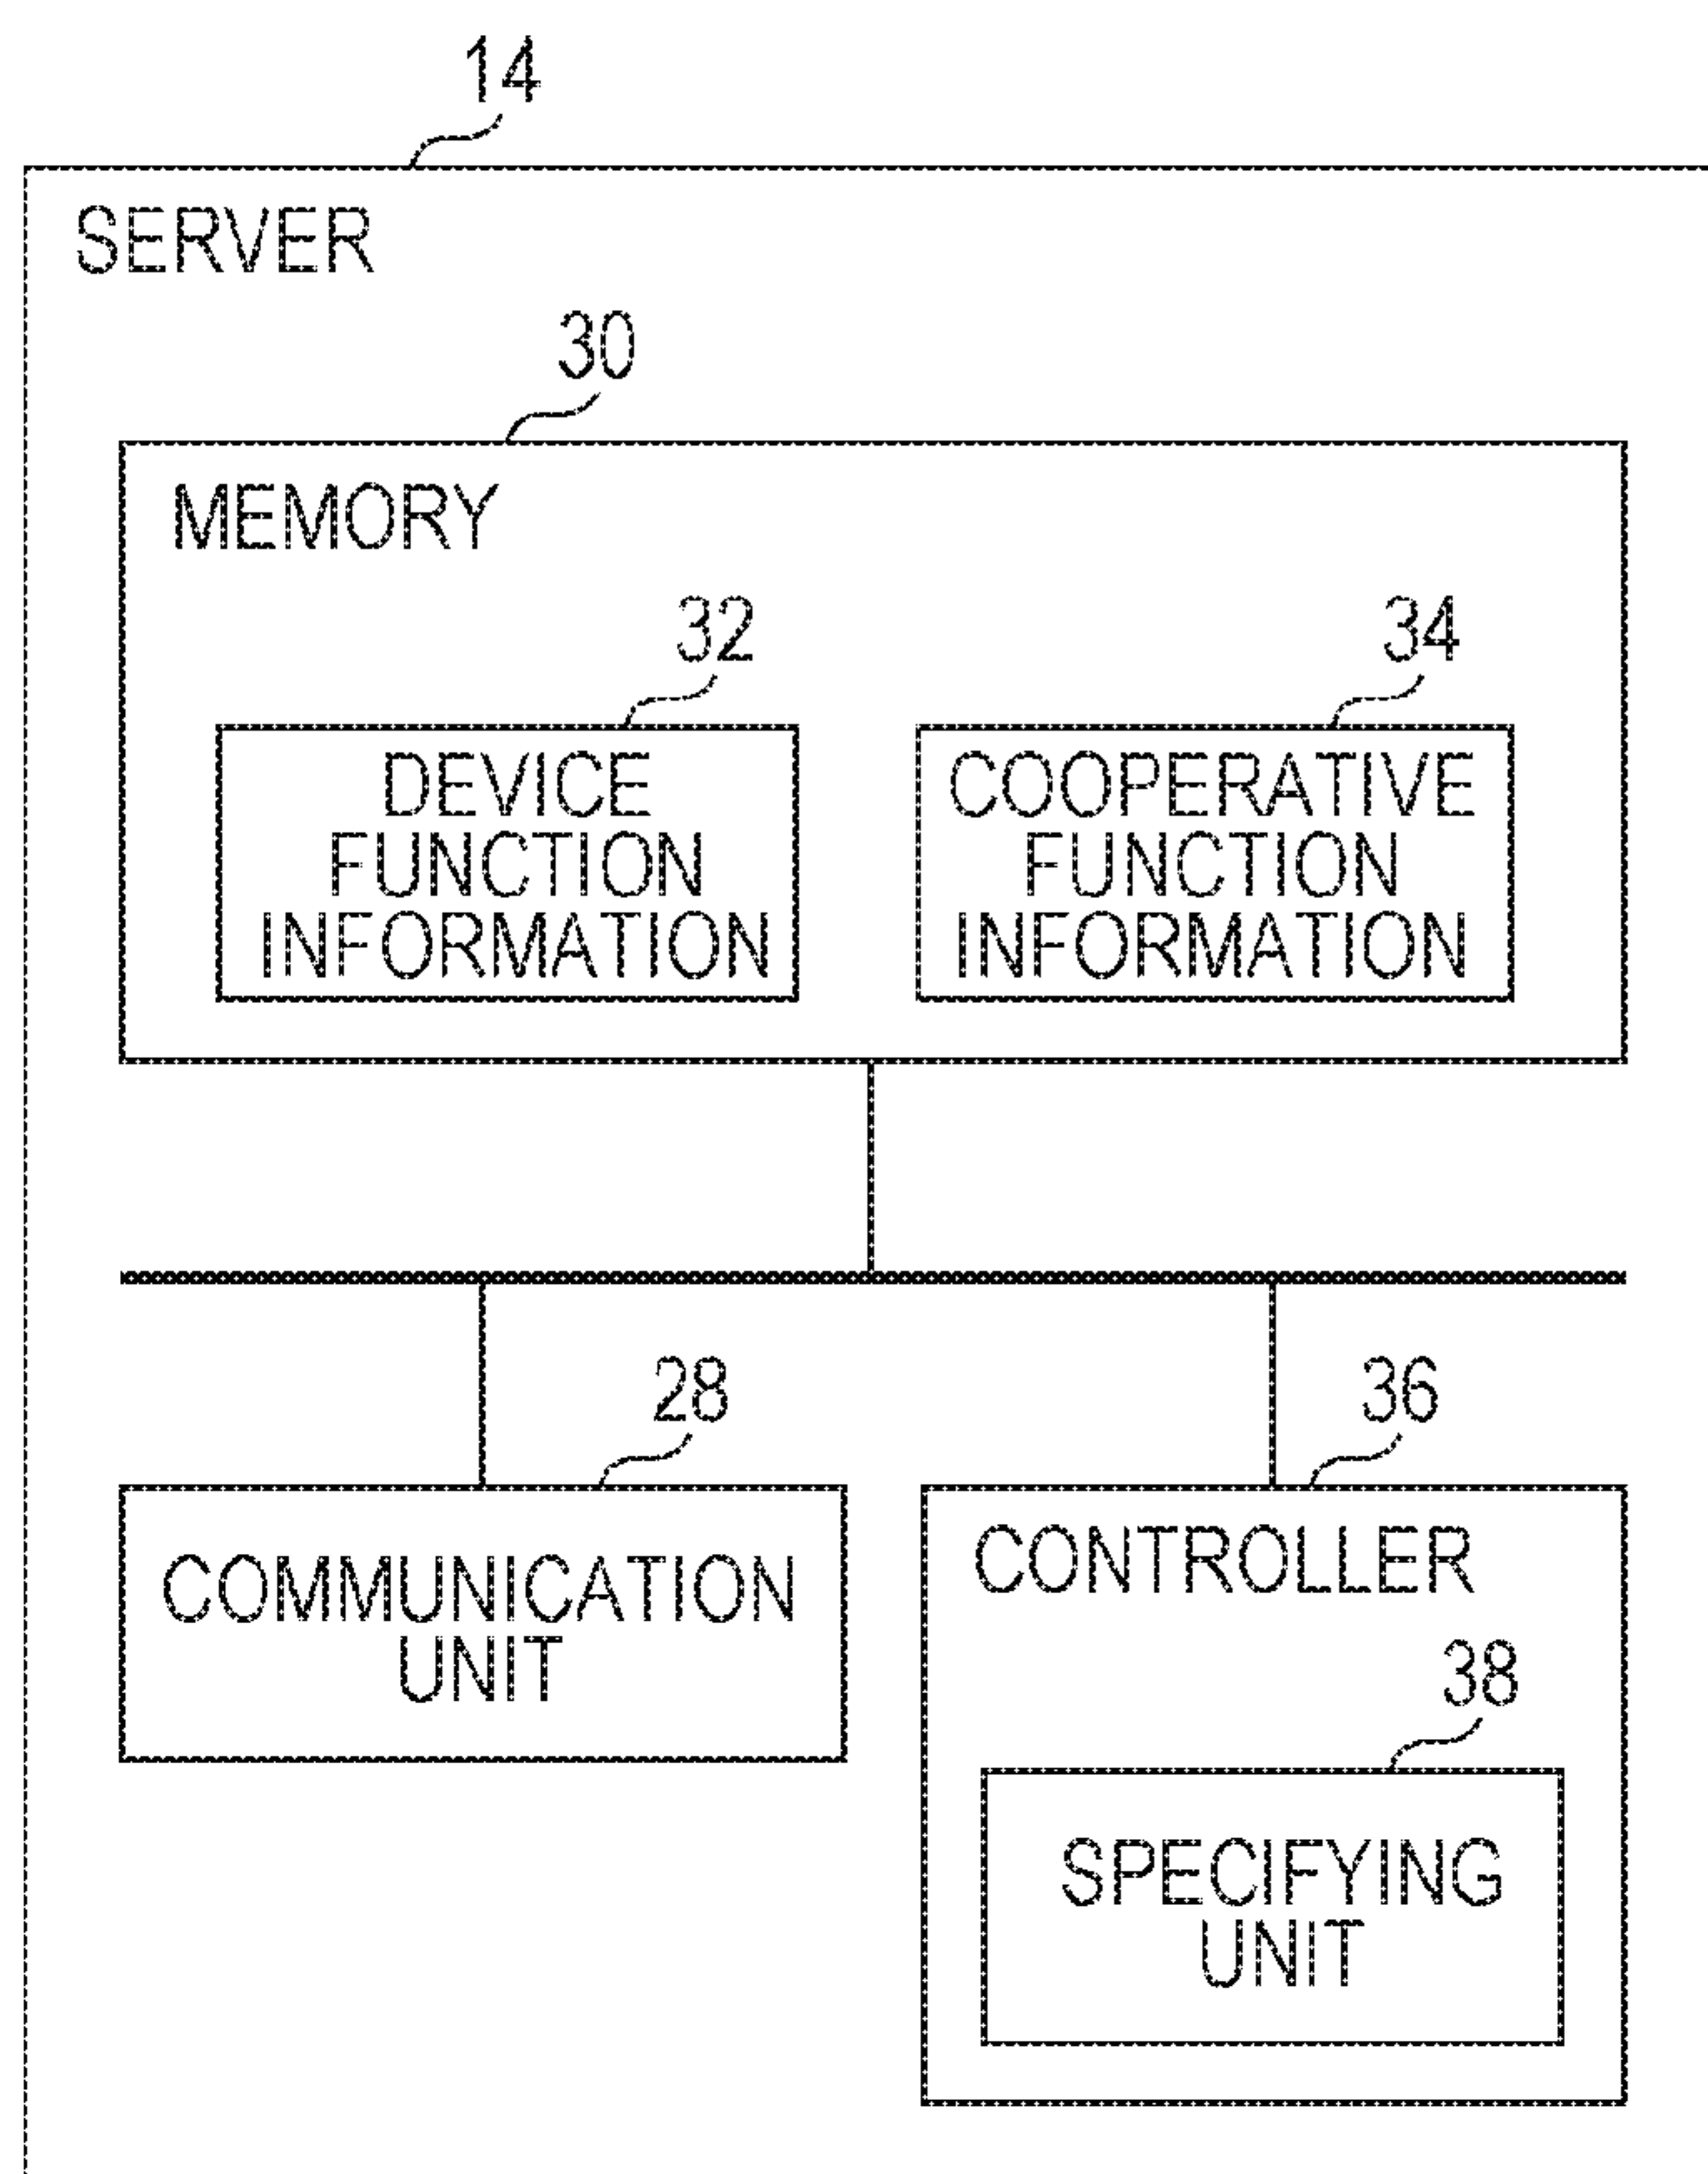 14
SERVER
30
MEMORY
32
34
DEVICE
FUNCTION
INFORMATION
COOPERATIVE
FUNCTION
INFORMATION
28
36
COMMUNICATION
UNIT
CONTROLLER
38
SPECIFYING
UNIT